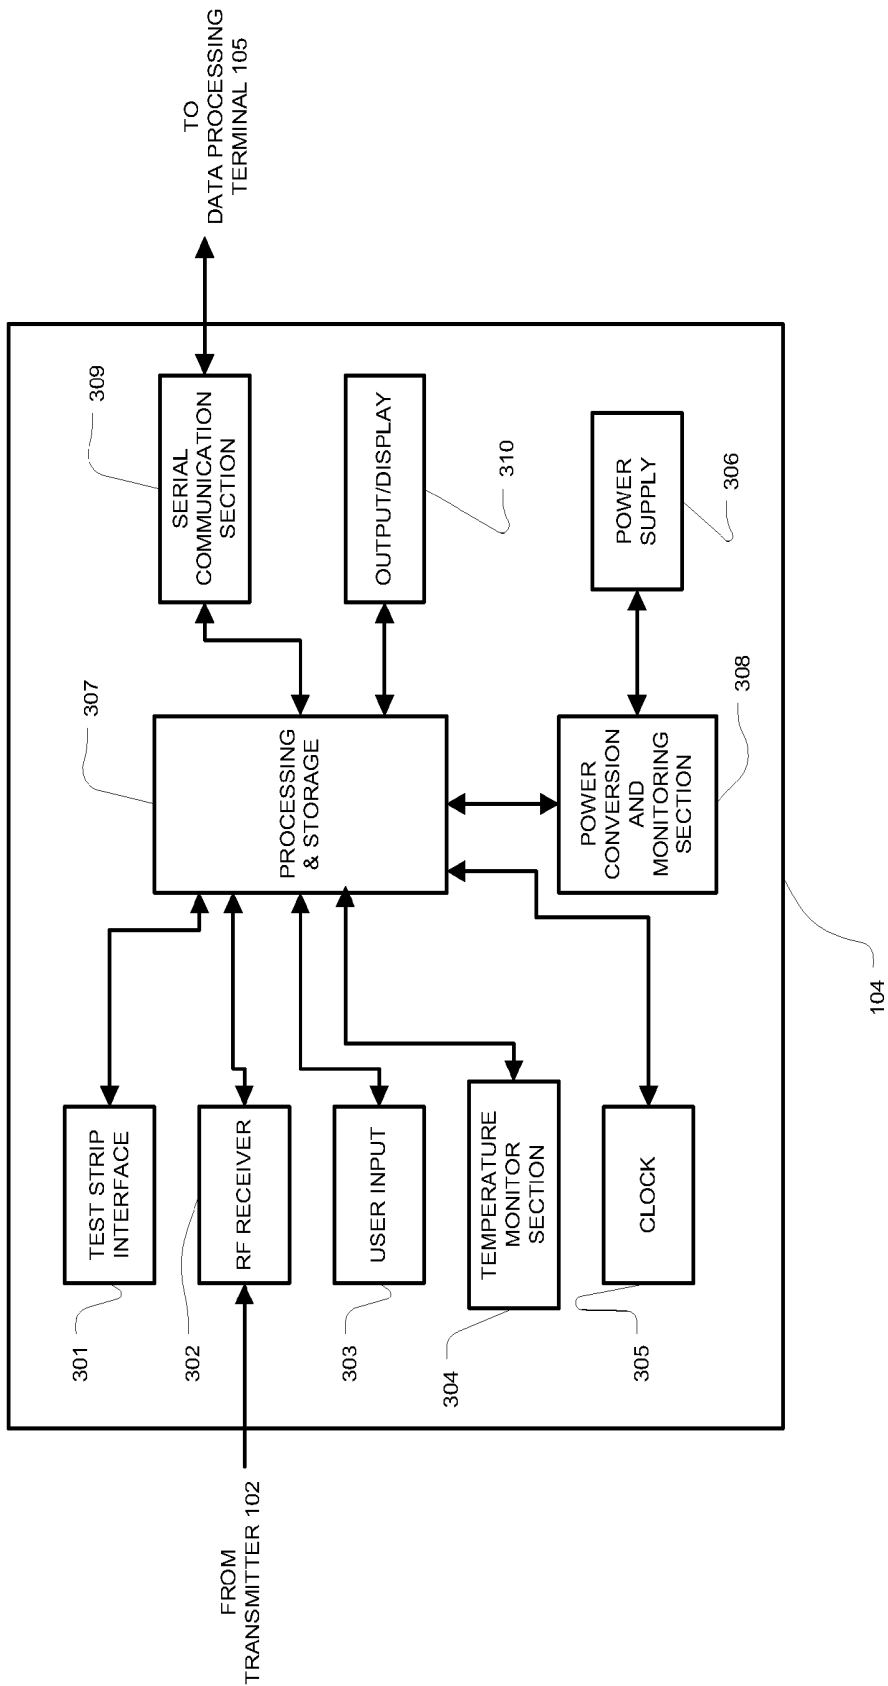 FROM
TRANSMITTER 102
301
TEST STRIP
INTERFACE
302
RF RECEIVER
303
USER INPUT
304
TEMPERATURE
MONITOR
SECTION
305
CLOCK
307
PROCESSING
& STORAGE
308
POWER
CONVERSION
AND
MONITORING
SECTION
309
SERIAL
COMMUNICATION
SECTION
OUTPUT/DISPLAY
310
POWER
SUPPLY
306
TO
DATA PROCESSING
TERMINAL 105
104